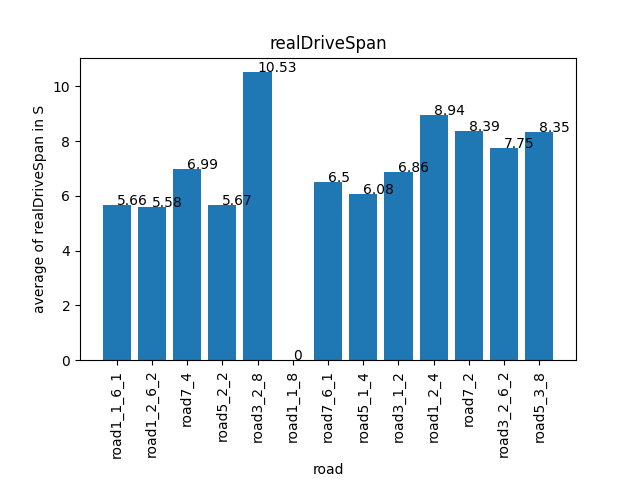 realDriveSpan
average of realDriveSpan in S
10
8
6
4
2
0
5.66
5.58
6.99
5.67
10.53
0
6.5
6.08
6.86
8.94
8.39
7.75
8.35
road1_1_6_1
road1_2_6_2
road7_4
road5_2_2
road3_2_8
road1_1_8
road7_6_1
road5_1_4
road3_1_2
road1_2_4
road7_2
road3_2_6_2
road5_3_8
road